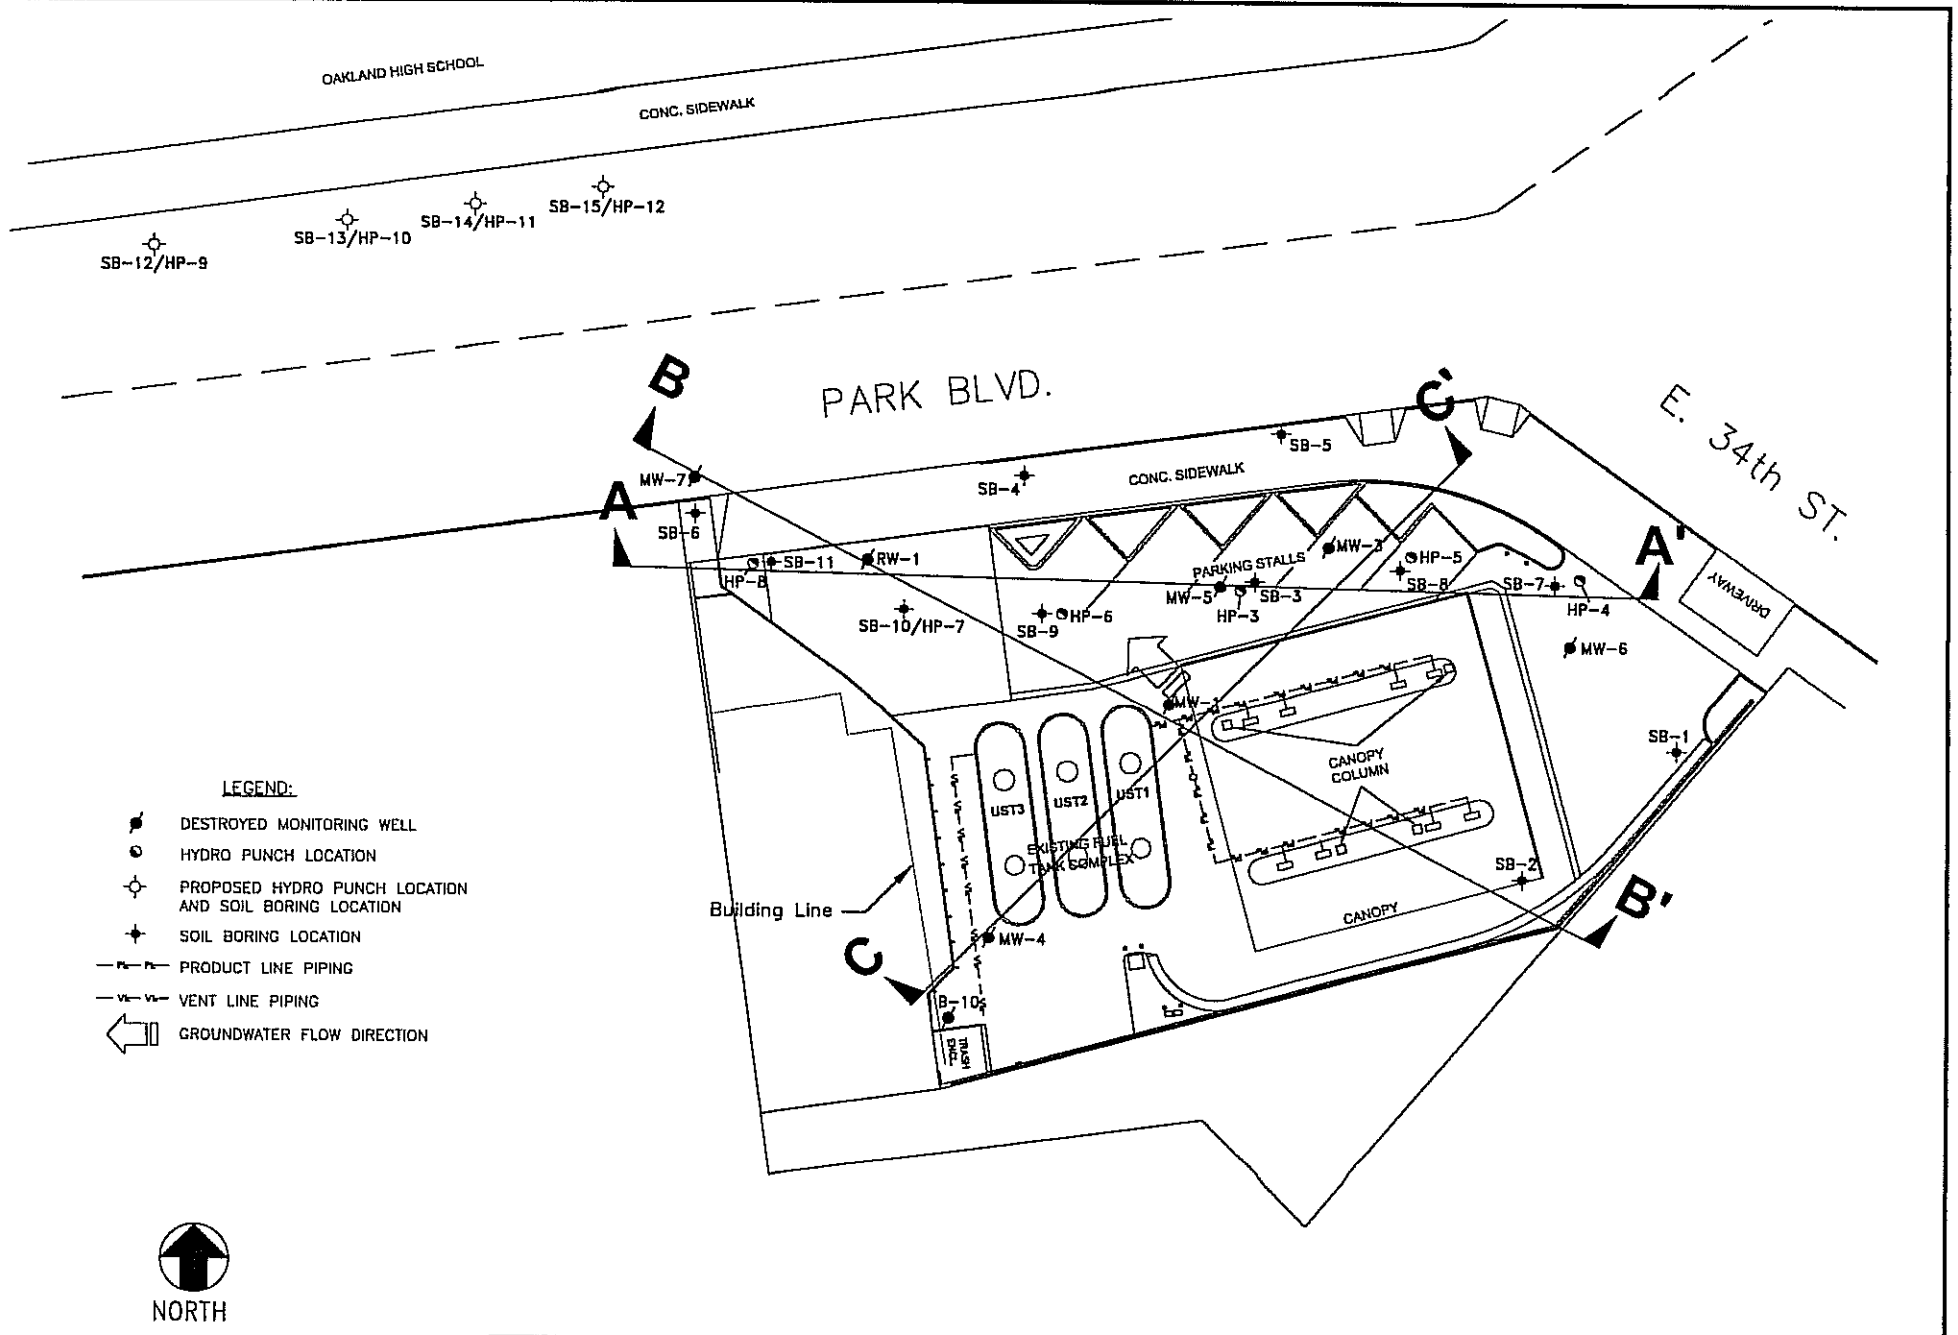 OAKLAND HIGH SCHOOL
CONC. SIDEWALK
SB-15/HP-12
SB-14/HP-11
SB-13/HP-10
SB-12/HP-9
B
PARK BLVD.
C'
E. 34th ST.
SB-5
MW-7
SB-4
CONC. SIDEWALK
A
SB-6
A'
MW-3
HP-5
RW-1
SB-11
HP-8
PARKING STALLS
SB-8
SB-7
MW-5
SB-3
HP-3
HP-4
DRIVEWAY
SB-10/HP-7
SB-9
HP-6
MW-6
MW-1
SB-1
CANOPY
COLUMN
UST3
UST2
UST1
EXISTING FUEL
TANK COMPLEX
SB-2
B'
CANOPY
Building Line
MW-4
C
B-10
TRASH
ENCL.
LEGEND:
DESTROYED MONITORING WELL
HYDRO PUNCH LOCATION
PROPOSED HYDRO PUNCH LOCATION
AND SOIL BORING LOCATION
SOIL BORING LOCATION
PRODUCT LINE PIPING
VENT LINE PIPING
GROUNDWATER FLOW DIRECTION
NORTH